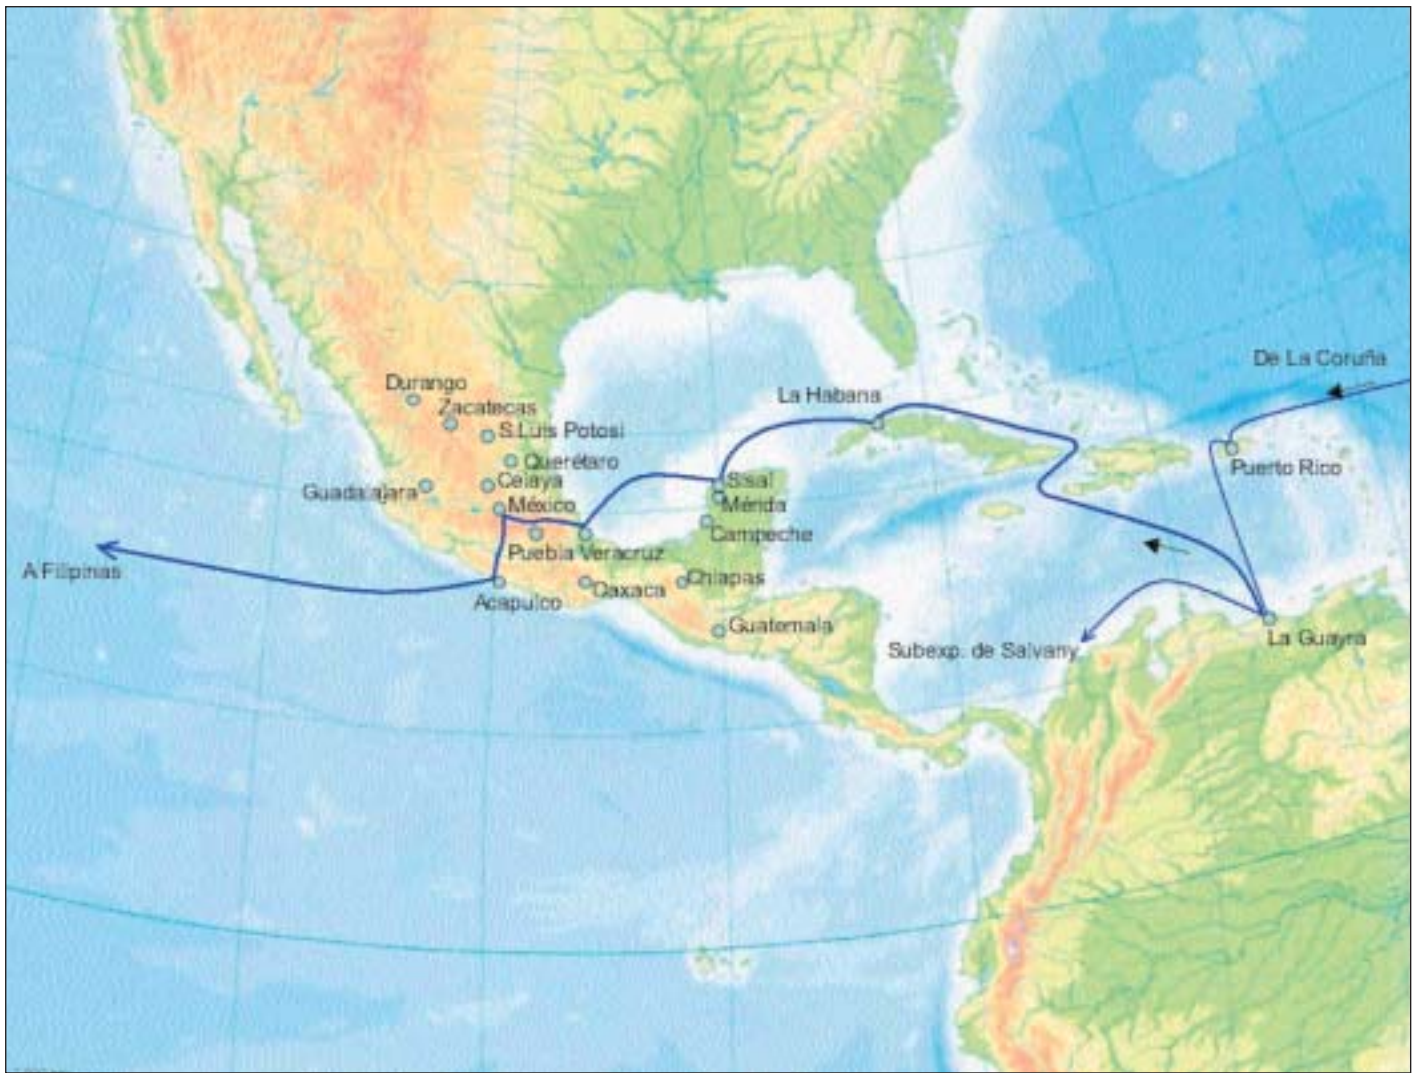 De La Coruña
Durango
La Habana
Zacatecas
S.Luis Potosi
Querétaro
Puerto Rico
Guadalajara
Celaya
Sisal
México
Mérida
Campeche
Puebla Veracruz
A Filipinas
Acapulco
Oaxaca
Chiapas
Guatemala
Subexp. de Salvany
La Guayra